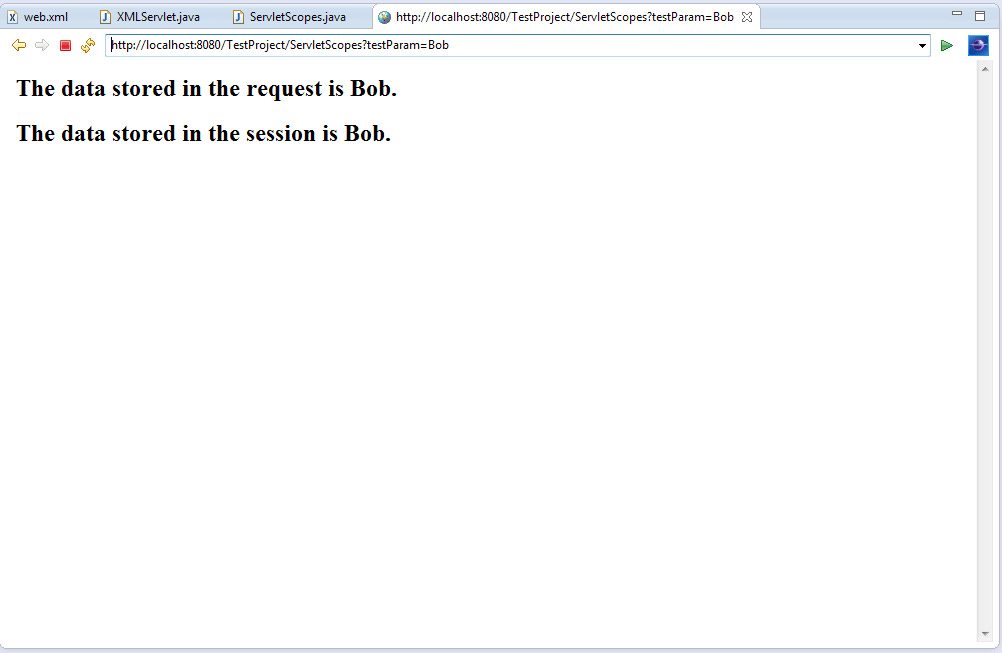 web.xml XMLServlet.java ServletScopes.java http://localhost:8080/TestProject/ServletScopes?testParam=Bob
http://localhost:8080/TestProject/ServletScopes?testParam=Bob
The data stored in the request is Bob.
The data stored in the session is Bob.